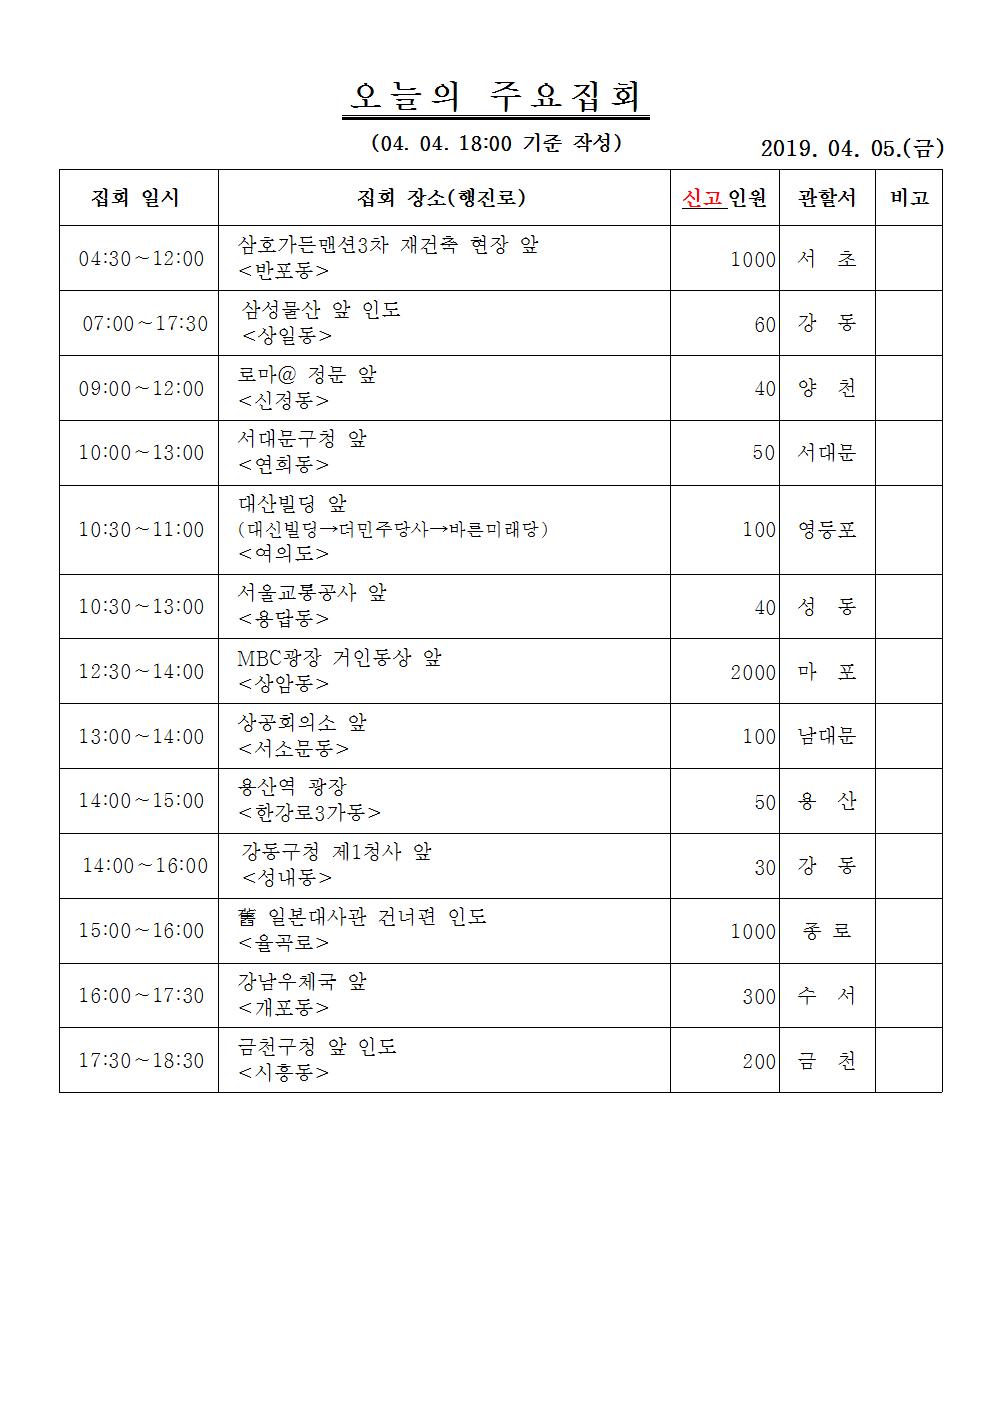 오늘의 주요집회
(04. 04. 18:00 기준 작성)
2019. 04. 05.(금)
집회 일시 집회 장소(행진로) 신고인원 관할서 비고
04:30~12:00 삼호가든맨션3차 재건축 현장 앞 1000 서 초
<반포동>
07:00~17:30 삼성물산 앞 인도 60 강 동
<상일동>
09:00~12:00 로마@ 정문 앞 40 양 천
<신정동>
10:00~13:00 서대문구청 앞 50 서대문
<연희동>
10:30~11:00 대산빌딩 앞 100 영등포
(대신빌딩→더민주당사→바른미래당)
<여의도>
10:30~13:00 서울교통공사 앞 40 성 동
<용답동>
12:30~14:00 MBC광장 거인동상 앞 2000 마 포
<상암동>
13:00~14:00 상공회의소 앞 100 남대문
<서소문동>
14:00~15:00 용산역 광장 50 용 산
<한강로3가동>
14:00~16:00 강동구청 제1청사 앞 30 강 동
<성내동>
15:00~16:00 舊 일본대사관 건너편 인도 1000 종 로
<율곡로>
16:00~17:30 강남우체국 앞 300 수 서
<개포동>
17:30~18:30 금천구청 앞 인도 200 금 천
<시흥동>